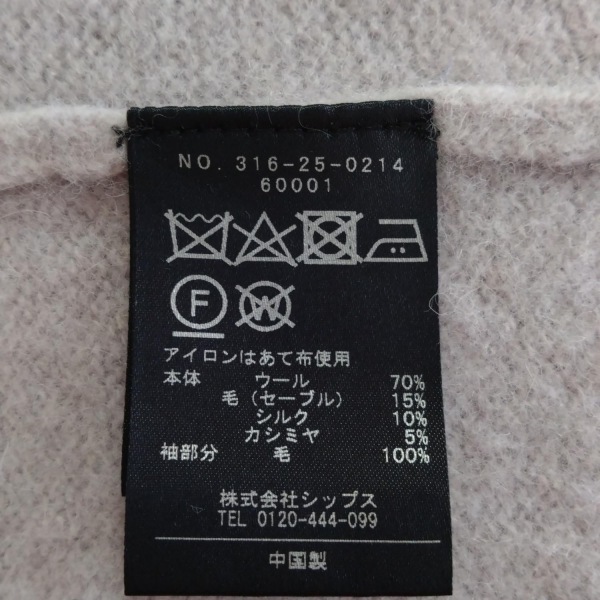 NO. 316-25-0214
60001
F W
アイロンはあて布使用
本体 ウール 70%
毛(セーブル) 15%
シルク 10%
カシミヤ 5%
袖部分 毛 100%
株式会社シップス
TEL 0120-444-099
中国製